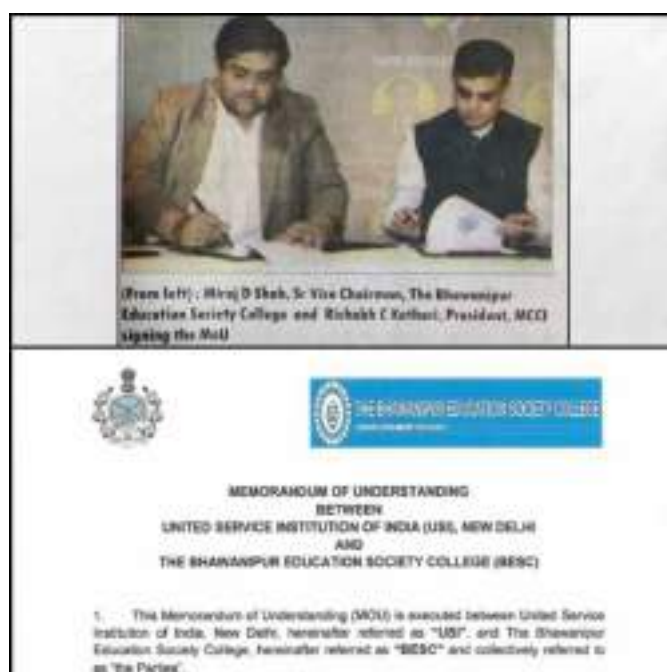 (From left) : Miraj D Shah, Sr Vice Chairman, The Bhawanipur
Education Society College and Rishabh C Kothari, President, MCCI
signing the MoU
THE BHAWANIPUR EDUCATION SOCIETY COLLEGE
MEMORANDUM OF UNDERSTANDING
BETWEEN
UNITED SERVICE INSTITUTION OF INDIA (USI), NEW DELHI
AND
THE BHAWANIPUR EDUCATION SOCIETY COLLEGE (BESC)
1. This Memorandum of Understanding (MOU) is executed between United Service
Institution of India, New Delhi, hereinafter referred as "USI", and The Bhawanipur
Education Society College, hereinafter referred as "BESC" and collectively referred to
as "the Parties".